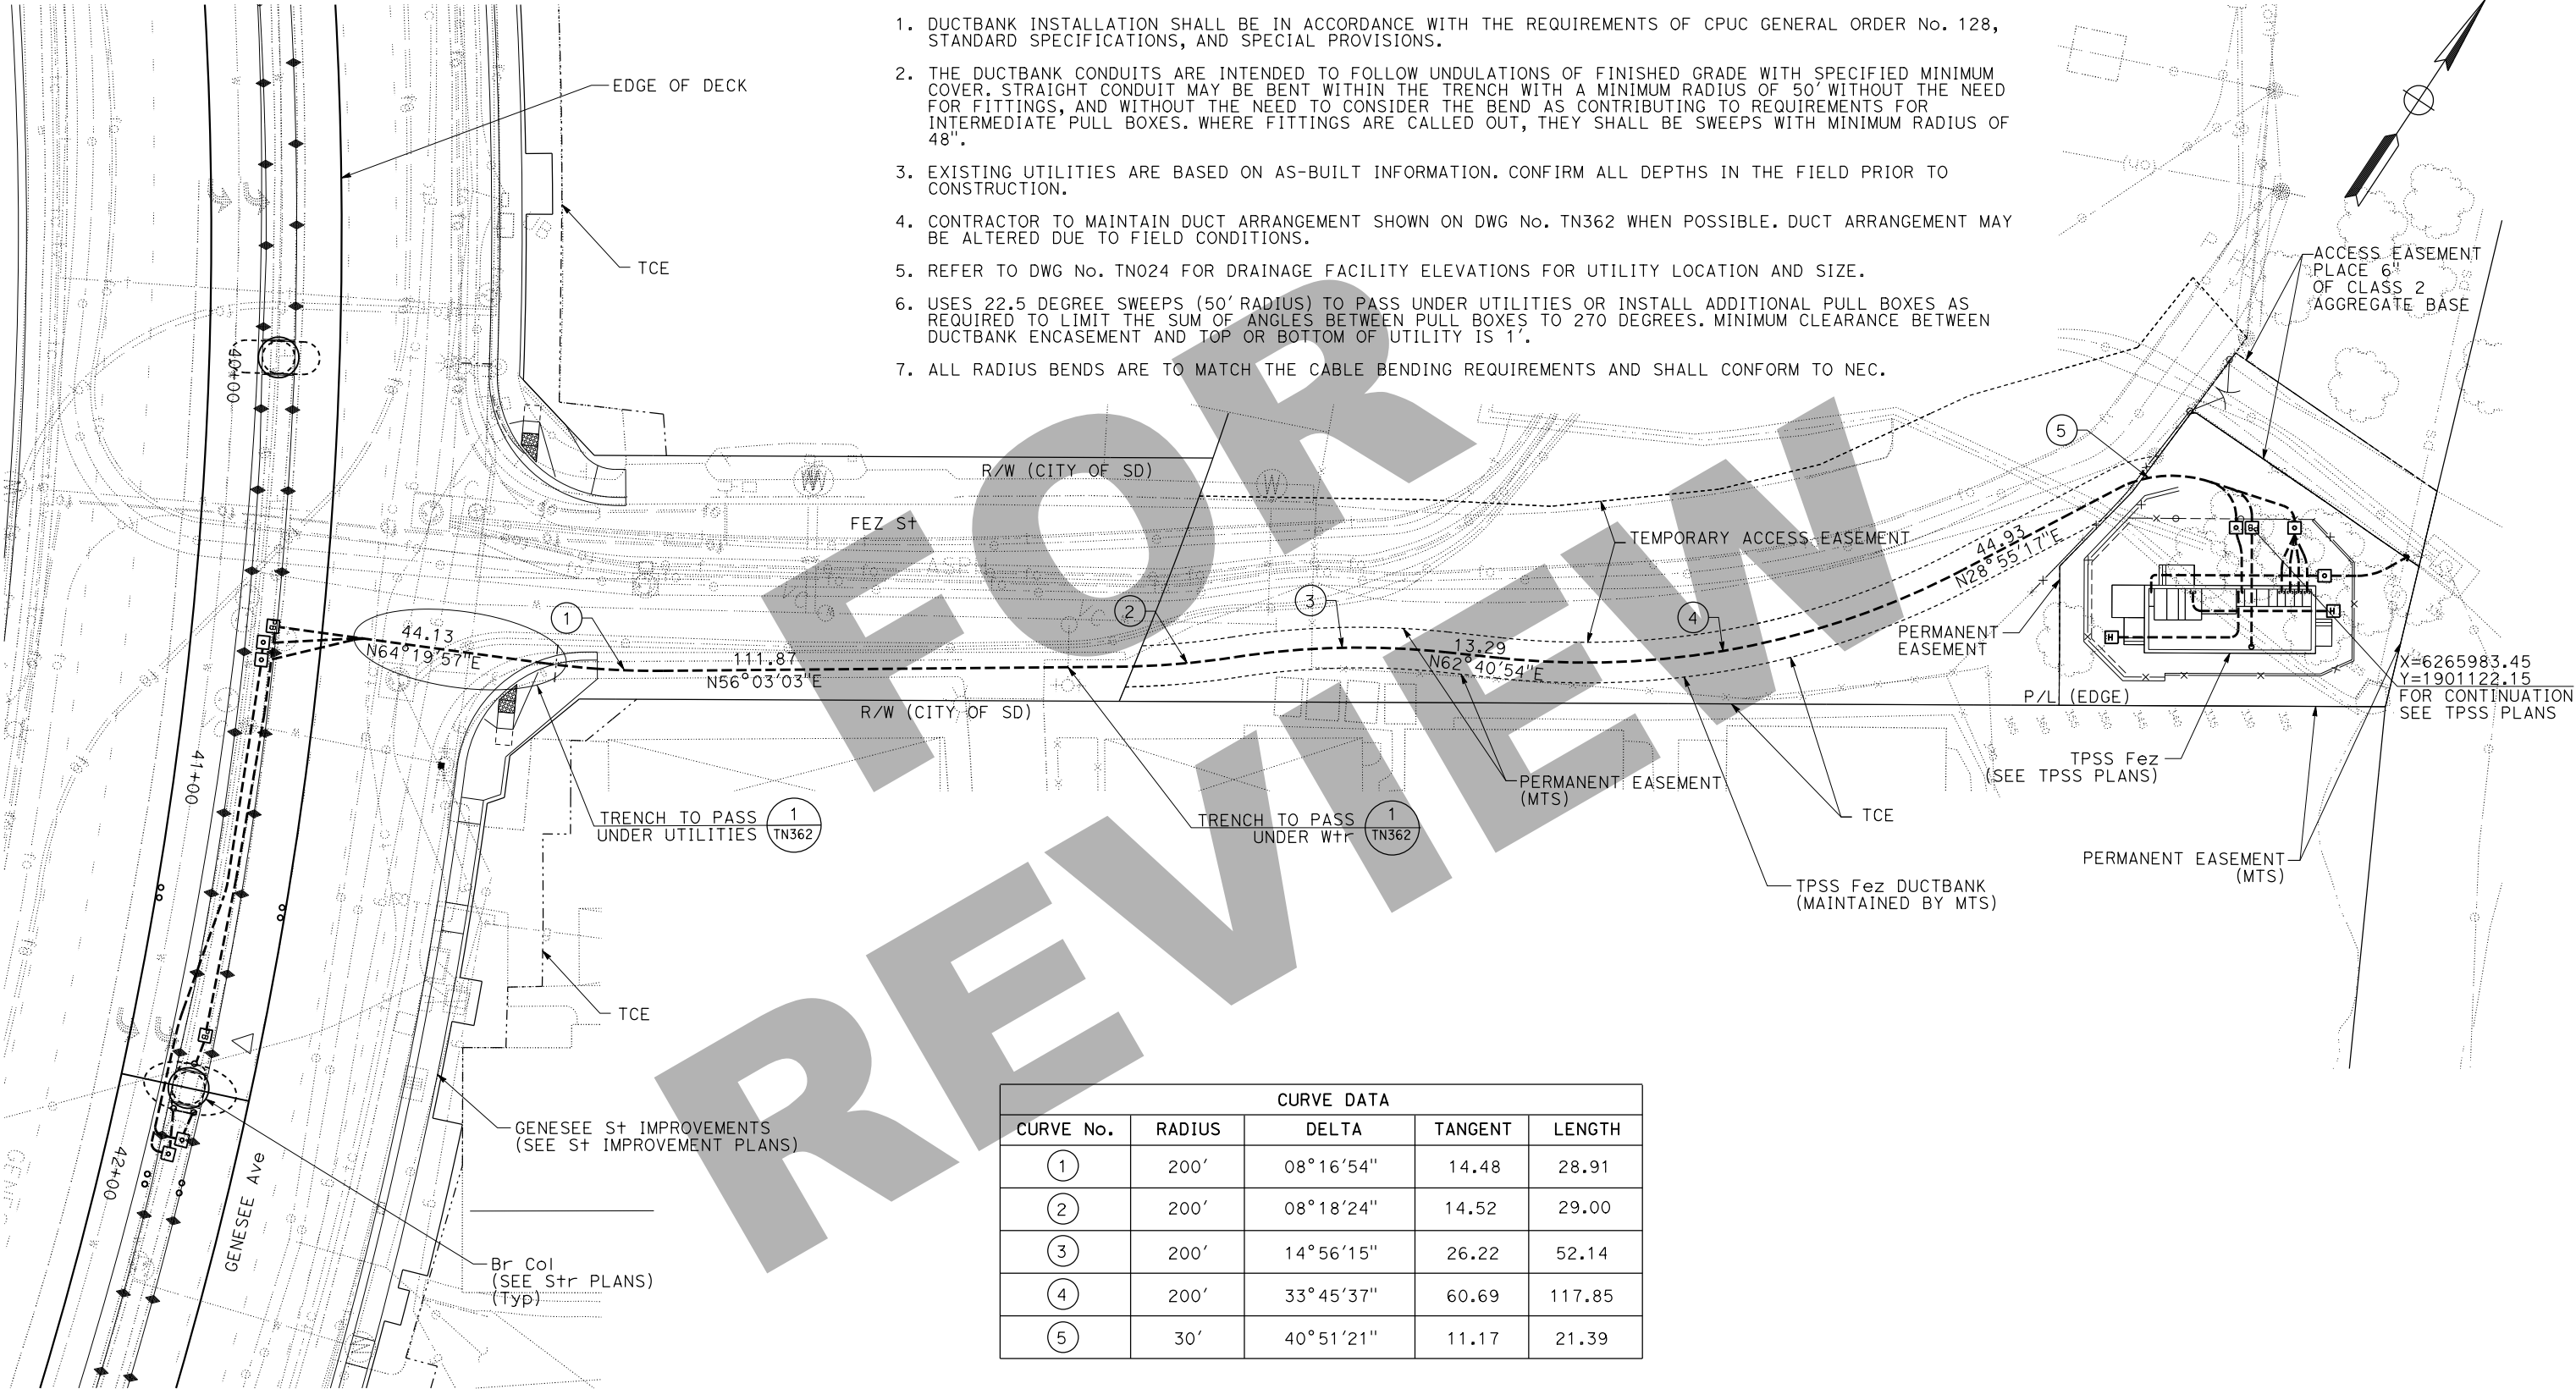 1. DUCTBANK INSTALLATION SHALL BE IN ACCORDANCE WITH THE REQUIREMENTS OF CPUC GENERAL ORDER No. 128,
STANDARD SPECIFICATIONS, AND SPECIAL PROVISIONS.
2. THE DUCTBANK CONDUITS ARE INTENDED TO FOLLOW UNDULATIONS OF FINISHED GRADE WITH SPECIFIED MINIMUM
COVER. STRAIGHT CONDUIT MAY BE BENT WITHIN THE TRENCH WITH A MINIMUM RADIUS OF 50' WITHOUT THE NEED
FOR FITTINGS, AND WITHOUT THE NEED TO CONSIDER THE BEND AS CONTRIBUTING TO REQUIREMENTS FOR
INTERMEDIATE PULL BOXES. WHERE FITTINGS ARE CALLED OUT, THEY SHALL BE SWEEPS WITH MINIMUM RADIUS OF
48".
3. EXISTING UTILITIES ARE BASED ON AS-BUILT INFORMATION. CONFIRM ALL DEPTHS IN THE FIELD PRIOR TO
CONSTRUCTION.
4. CONTRACTOR TO MAINTAIN DUCT ARRANGEMENT SHOWN ON DWG No. TN362 WHEN POSSIBLE. DUCT ARRANGEMENT MAY
BE ALTERED DUE TO FIELD CONDITIONS.
5. REFER TO DWG No. TN024 FOR DRAINAGE FACILITY ELEVATIONS FOR UTILITY LOCATION AND SIZE.
6. USES 22.5 DEGREE SWEEPS (50' RADIUS) TO PASS UNDER UTILITIES OR INSTALL ADDITIONAL PULL BOXES AS
REQUIRED TO LIMIT THE SUM OF ANGLES BETWEEN PULL BOXES TO 270 DEGREES. MINIMUM CLEARANCE BETWEEN
DUCTBANK ENCASEMENT AND TOP OR BOTTOM OF UTILITY IS 1'.
7. ALL RADIUS BENDS ARE TO MATCH THE CABLE BENDING REQUIREMENTS AND SHALL CONFORM TO NEC.
EDGE OF DECK
TCE
ACCESS EASEMENT
PLACE 6"
OF CLASS 2
AGGREGATE BASE
40+00
R/W (CITY OF SD)
FEZ St
5
TEMPORARY ACCESS EASEMENT
44.93
N28°55'17"E
1
2
3
4
44.13
N64°19'57"E
111.87
N56°03'03"E
13.29
N62°40'54"E
PERMANENT
EASEMENT
X=6265983.45
Y=1901122.15
FOR CONTINUATION
SEE TPSS PLANS
P/L (EDGE)
R/W (CITY OF SD)
41+00
TPSS Fez
(SEE TPSS PLANS)
PERMANENT EASEMENT
(MTS)
TRENCH TO PASS
UNDER UTILITIES
1
TN362
TRENCH TO PASS
UNDER Wtr
1
TN362
TCE
PERMANENT EASEMENT
(MTS)
TPSS Fez DUCTBANK
(MAINTAINED BY MTS)
TCE
42+00
GENESEE Ave
GENESEE St IMPROVEMENTS
(SEE St IMPROVEMENT PLANS)
Br Col
(SEE Str PLANS)
(Typ)
FOR
REVIEW
CURVE DATA
CURVE No. RADIUS DELTA TANGENT LENGTH
1 200' 08°16'54" 14.48 28.91
2 200' 08°18'24" 14.52 29.00
3 200' 14°56'15" 26.22 52.14
4 200' 33°45'37" 60.69 117.85
5 30' 40°51'21" 11.17 21.39